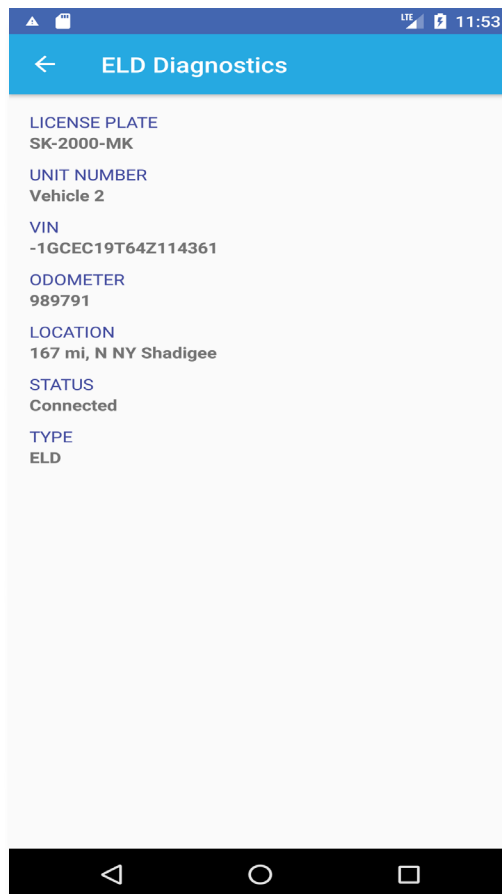 LTE 11:53
ELD Diagnostics
LICENSE PLATE
SK-2000-MK
UNIT NUMBER
Vehicle 2
VIN
-1GCEC19T64Z114361
ODOMETER
989791
LOCATION
167 mi, N NY Shadigee
STATUS
Connected
TYPE
ELD